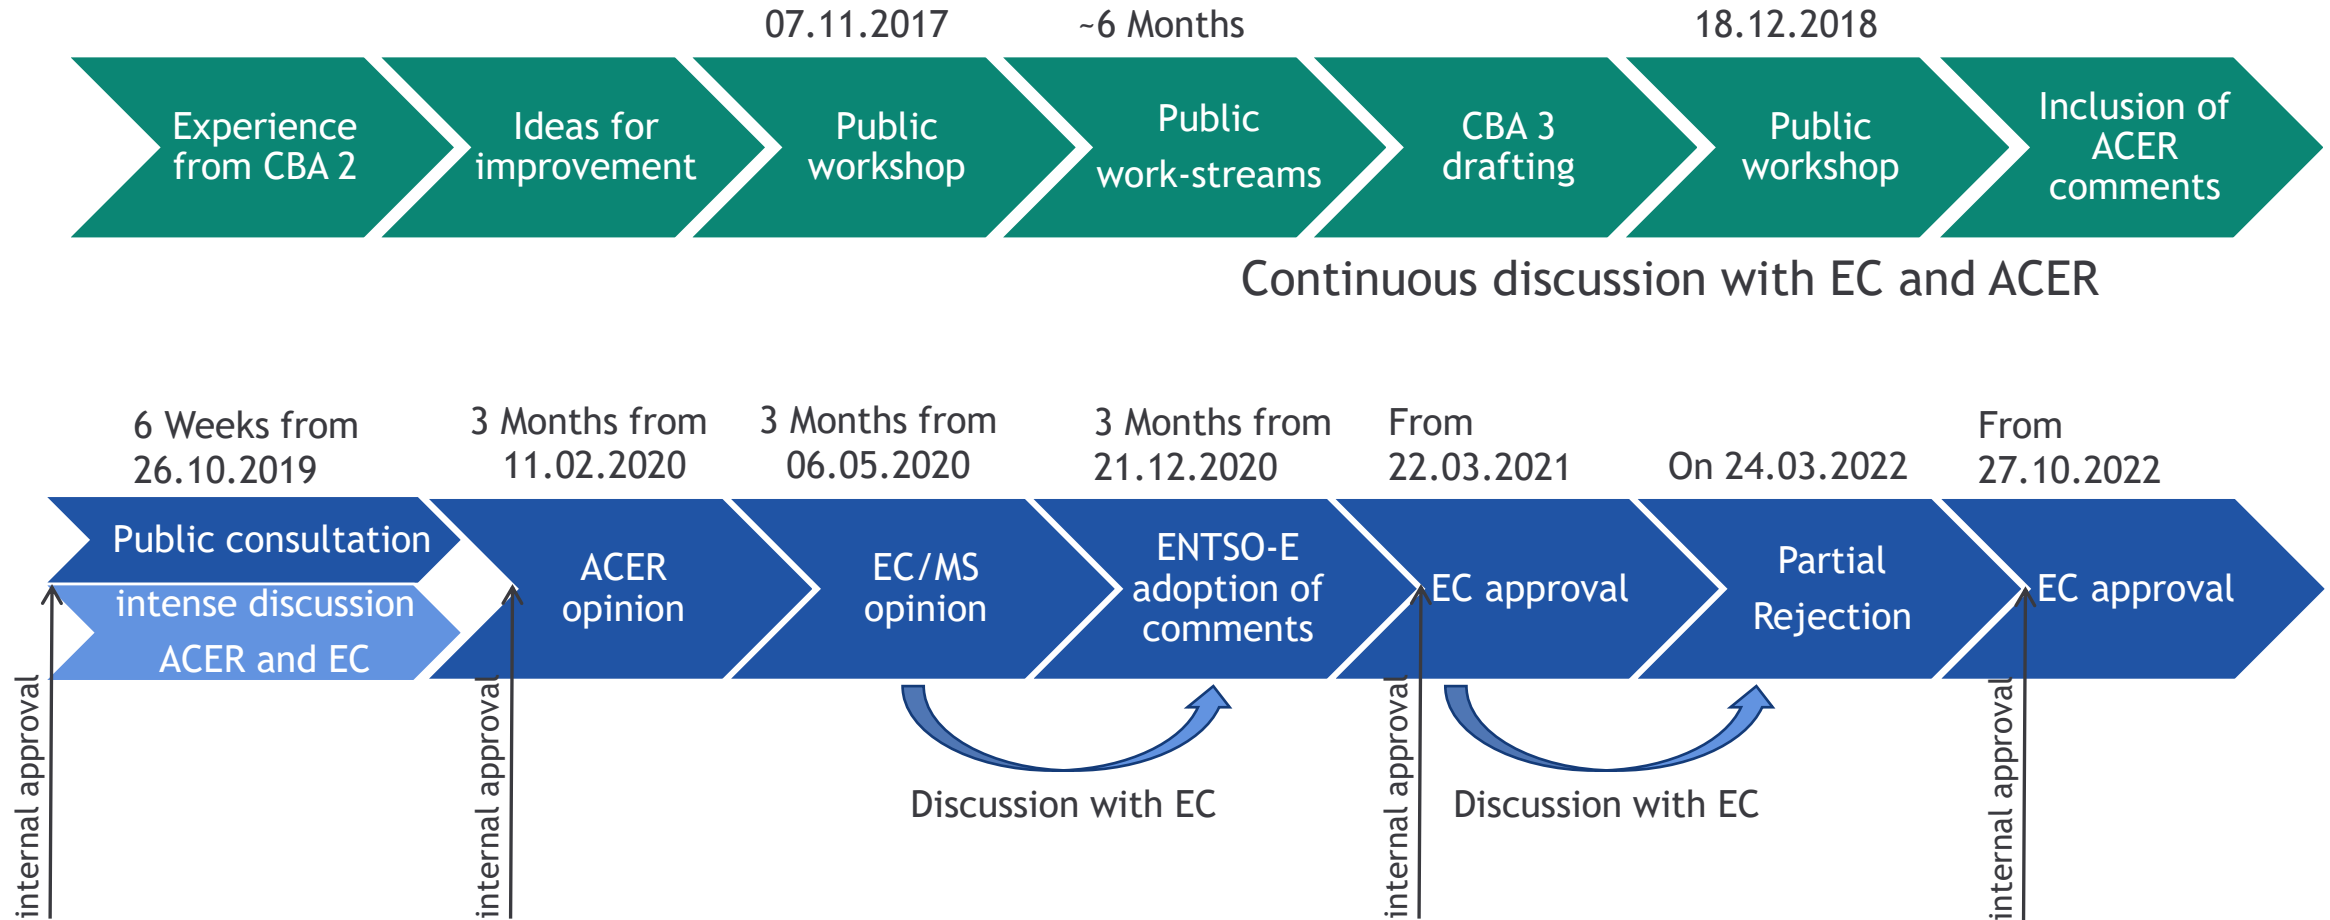 07.11.2017
~6 Months
18.12.2018
Experience
from CBA 2
Ideas for
improvement
Public
workshop
Public
work-streams
CBA 3
drafting
Public
workshop
Inclusion of
ACER
comments
Continuous discussion with EC and ACER
6 Weeks from
26.10.2019
3 Months from
11.02.2020
3 Months from
06.05.2020
3 Months from
21.12.2020
From
22.03.2021
On 24.03.2022
From
27.10.2022
Public consultation
intense discussion
ACER and EC
ACER
opinion
EC/MS
opinion
ENTSO-E
adoption of
comments
EC approval
Partial
Rejection
EC approval
internal approval
internal approval
Discussion with EC
internal approval
Discussion with EC
internal approval